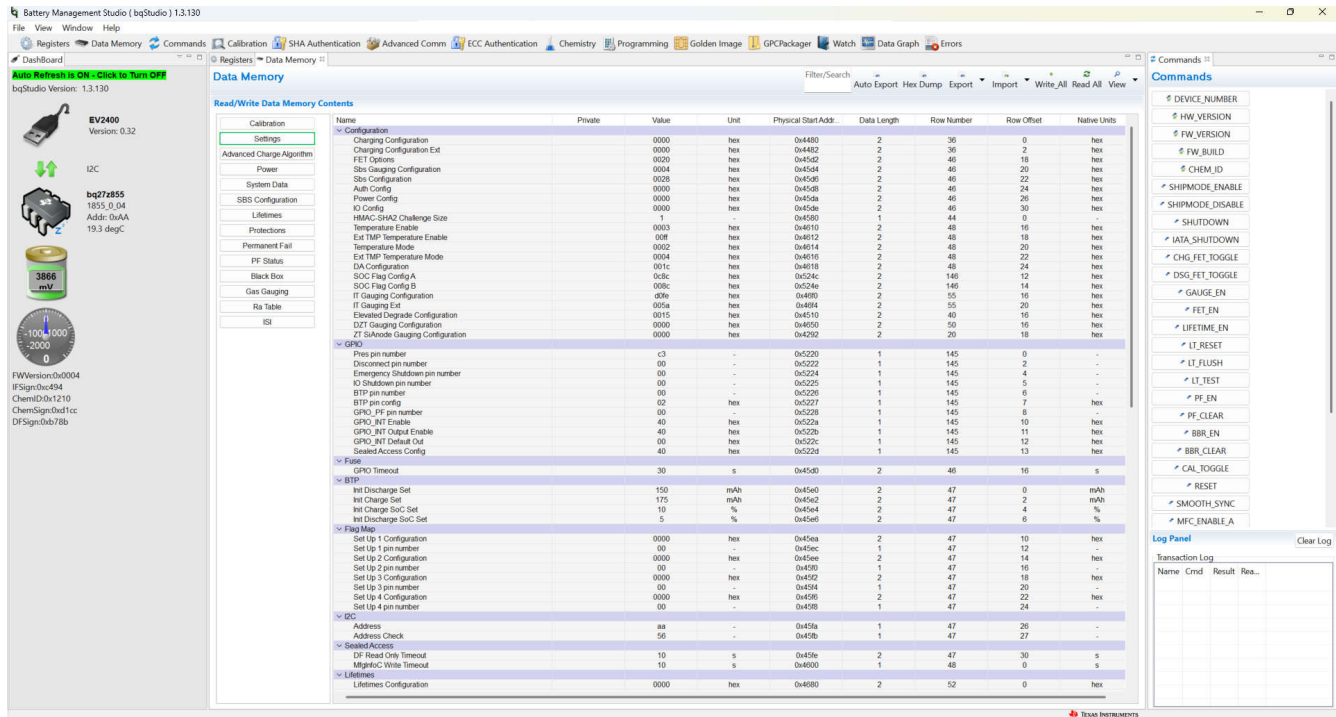 Battery Management Studio ( bqStudio ) 1.3.130
File View Window Help
Registers Data Memory Commands Calibration SHA Authentication Advanced Comm ECC Authentication Chemistry Programming Golden Image GPCPackager Watch Data Graph Errors
DashBoard
Auto Refresh is ON - Click to Turn OFF
bqStudio Version: 1.3.130
EV2400
Version: 0.32
I2C
bq27z855
1855_0_04
Addr: 0xAA
19.3 degC
3866
mV
-100 1000
-2000
0
FWVersion:0x0004
IFSign:0xc494
ChemID:0x1210
ChemSign:0xd1cc
DFSign:0xb78b
Registers Data Memory
Data Memory
Filter/Search Auto Export Hex Dump Export Import Write_All Read All View
Read/Write Data Memory Contents
Calibration
Settings
Advanced Charge Algorithm
Power
System Data
SBS Configuration
Lifetimes
Protections
Permanent Fail
PF Status
Black Box
Gas Gauging
Ra Table
ISI
Name Private Value Unit Physical Start Addr... Data Length Row Number Row Offset Native Units
Configuration
Charging Configuration 0000 hex 0x4480 2 36 0 hex
Charging Configuration Ext 0000 hex 0x4482 2 36 2 hex
FET Options 0020 hex 0x45d2 2 46 18 hex
Sbs Gauging Configuration 0004 hex 0x45d4 2 46 20 hex
Sbs Configuration 0028 hex 0x45d6 2 46 22 hex
Auth Config 0000 hex 0x45d8 2 46 24 hex
Power Config 0000 hex 0x45da 2 46 26 hex
IO Config 0000 hex 0x45de 2 46 30 hex
HMAC-SHA2 Challenge Size 1 - 0x4580 1 44 0 -
Temperature Enable 0003 hex 0x4610 2 48 16 hex
Ext TMP Temperature Enable 00ff hex 0x4612 2 48 18 hex
Temperature Mode 0002 hex 0x4614 2 48 20 hex
Ext TMP Temperature Mode 0004 hex 0x4616 2 48 22 hex
DA Configuration 001c hex 0x4618 2 48 24 hex
SOC Flag Config A 0c8c hex 0x524c 2 146 12 hex
SOC Flag Config B 008c hex 0x524e 2 146 14 hex
IT Gauging Configuration d0fe hex 0x46f0 2 55 16 hex
IT Gauging Ext 005a hex 0x46f4 2 55 20 hex
Elevated Degrade Configuration 0015 hex 0x4510 2 40 16 hex
DZT Gauging Configuration 0000 hex 0x4650 2 50 16 hex
ZT SiAnode Gauging Configuration 0000 hex 0x4292 2 20 18 hex
GPIO
Pres pin number c3 - 0x5220 1 145 0 -
Disconnect pin number 00 - 0x5222 1 145 2 -
Emergency Shutdown pin number 00 - 0x5224 1 145 4 -
IO Shutdown pin number 00 - 0x5225 1 145 5 -
BTP pin number 00 - 0x5226 1 145 6 -
BTP pin config 02 hex 0x5227 1 145 7 hex
GPIO_PF pin number 00 - 0x5228 1 145 8 -
GPIO_INT Enable 40 hex 0x522a 1 145 10 hex
GPIO_INT Output Enable 40 hex 0x522b 1 145 11 hex
GPIO_INT Default Out 00 hex 0x522c 1 145 12 hex
Sealed Access Config 40 hex 0x522d 1 145 13 hex
Fuse
GPIO Timeout 30 s 0x45d0 2 46 16 s
BTP
Init Discharge Set 150 mAh 0x45e0 2 47 0 mAh
Init Charge Set 175 mAh 0x45e2 2 47 2 mAh
Init Charge SoC Set 10 % 0x45e4 2 47 4 %
Init Discharge SoC Set 5 % 0x45e6 2 47 6 %
Flag Map
Set Up 1 Configuration 0000 hex 0x45ea 2 47 10 hex
Set Up 1 pin number 00 - 0x45ec 1 47 12 -
Set Up 2 Configuration 0000 hex 0x45ee 2 47 14 hex
Set Up 2 pin number 00 - 0x45f0 1 47 16 -
Set Up 3 Configuration 0000 hex 0x45f2 2 47 18 hex
Set Up 3 pin number 00 - 0x45f4 1 47 20 -
Set Up 4 Configuration 0000 hex 0x45f6 2 47 22 hex
Set Up 4 pin number 00 - 0x45f8 1 47 24 -
I2C
Address aa - 0x45fa 1 47 26 -
Address Check 56 - 0x45fb 1 47 27 -
Sealed Access
DF Read Only Timeout 10 s 0x45fe 2 47 30 s
MfgInfoC Write Timeout 10 s 0x4600 1 48 0 s
Lifetimes
Lifetimes Configuration 0000 hex 0x4680 2 52 0 hex
Commands
Commands
DEVICE_NUMBER
HW_VERSION
FW_VERSION
FW_BUILD
CHEM_ID
SHIPMODE_ENABLE
SHIPMODE_DISABLE
SHUTDOWN
IATA_SHUTDOWN
CHG_FET_TOGGLE
DSG_FET_TOGGLE
GAUGE_EN
FET_EN
LIFETIME_EN
LT_RESET
LT_FLUSH
LT_TEST
PF_EN
PF_CLEAR
BBR_EN
BBR_CLEAR
CAL_TOGGLE
RESET
SMOOTH_SYNC
MFC_ENABLE_A
Log Panel Clear Log
Transaction Log
Name Cmd Result Rea...
TEXAS INSTRUMENTS